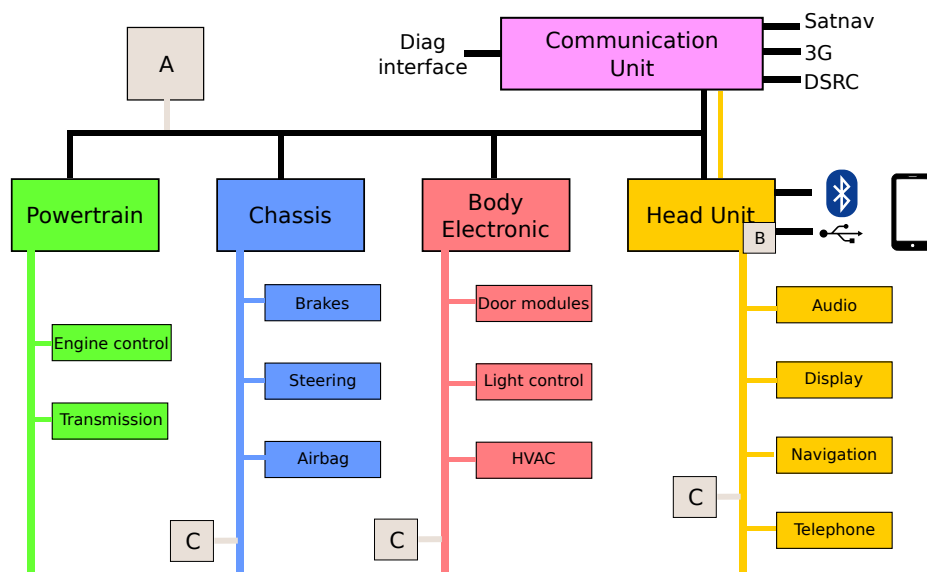 A
Diag
interface
Communication
Unit
Satnav
3G
DSRC
Powertrain
Chassis
Body
Electronic
Head Unit
B
Engine control
Transmission
Brakes
Steering
Airbag
C
Door modules
Light control
HVAC
C
Audio
Display
Navigation
Telephone
C